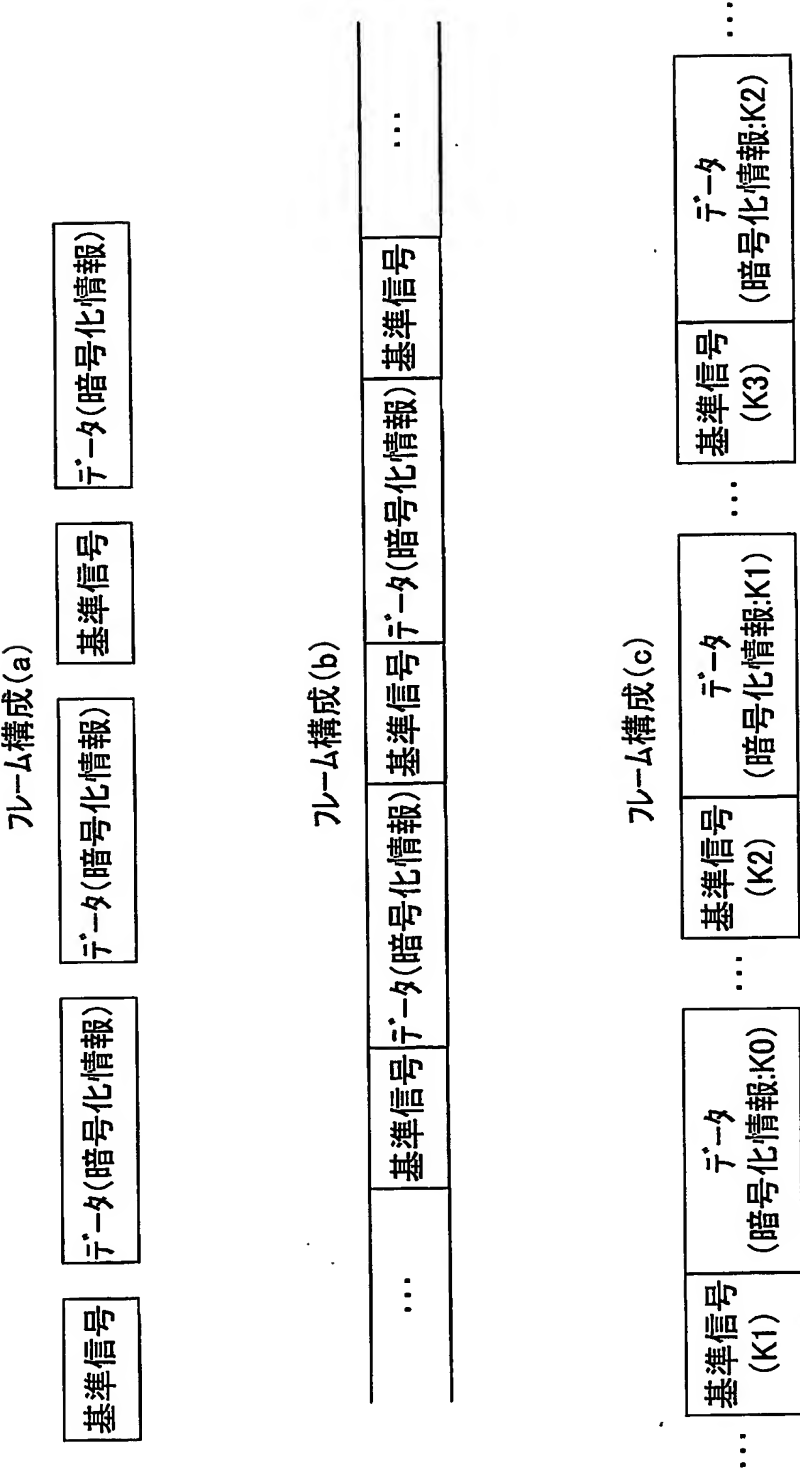 フレーム構成(a)
基準信号
データ(暗号化情報)
データ(暗号化情報)
基準信号
データ(暗号化情報)
フレーム構成(b)
…
基準信号
データ(暗号化情報)
基準信号
データ(暗号化情報)
基準信号
…
フレーム構成(c)
…
基準信号
(K1)
データ
(暗号化情報:K0)
…
基準信号
(K2)
データ
(暗号化情報:K1)
…
基準信号
(K3)
データ
(暗号化情報:K2)
…